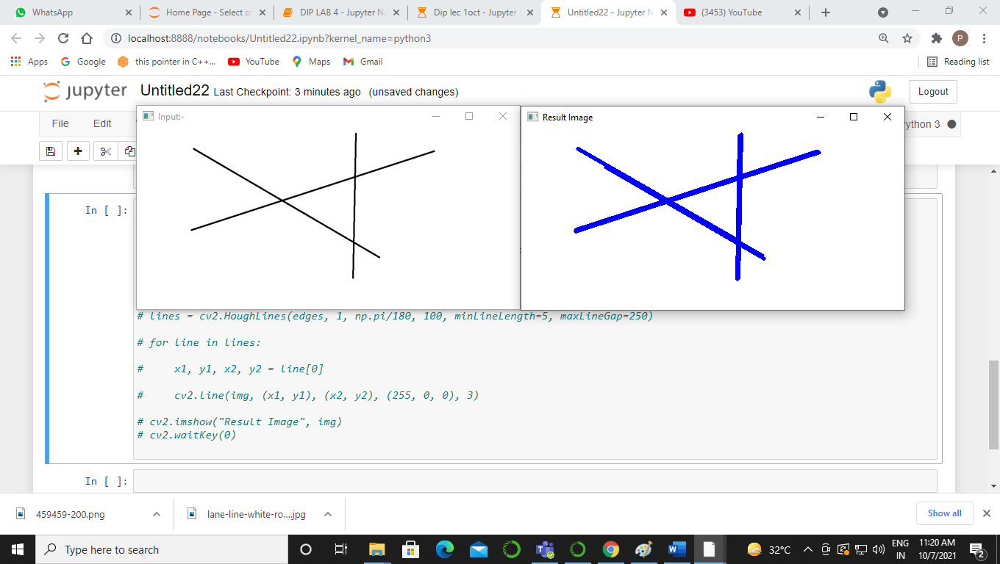 WhatsApp
Home Page - Select o
DIP LAB 4 - Jupyter N
Dip lec 1oct - Jupyter
Untitled22 - Jupyter N
(3453) YouTube
localhost:8888/notebooks/Untitled22.ipynb?kernel_name=python3
P
Apps
Google
this pointer in C++...
YouTube
Maps
Gmail
Reading list
jupyter Untitled22 Last Checkpoint: 3 minutes ago (unsaved changes)
Logout
File Edit
ython 3
Input:-
Result Image
In [ ]:
# lines = cv2.HoughLines(edges, 1, np.pi/180, 100, minLineLength=5, maxLineGap=250)
# for line in lines:
# x1, y1, x2, y2 = line[0]
# cv2.line(img, (x1, y1), (x2, y2), (255, 0, 0), 3)
# cv2.imshow("Result Image", img)
# cv2.waitKey(0)
In [ ]:
459459-200.png
lane-line-white-ro....jpg
Show all
Type here to search
32°C
ENG
IN
11:20 AM
10/7/2021
2